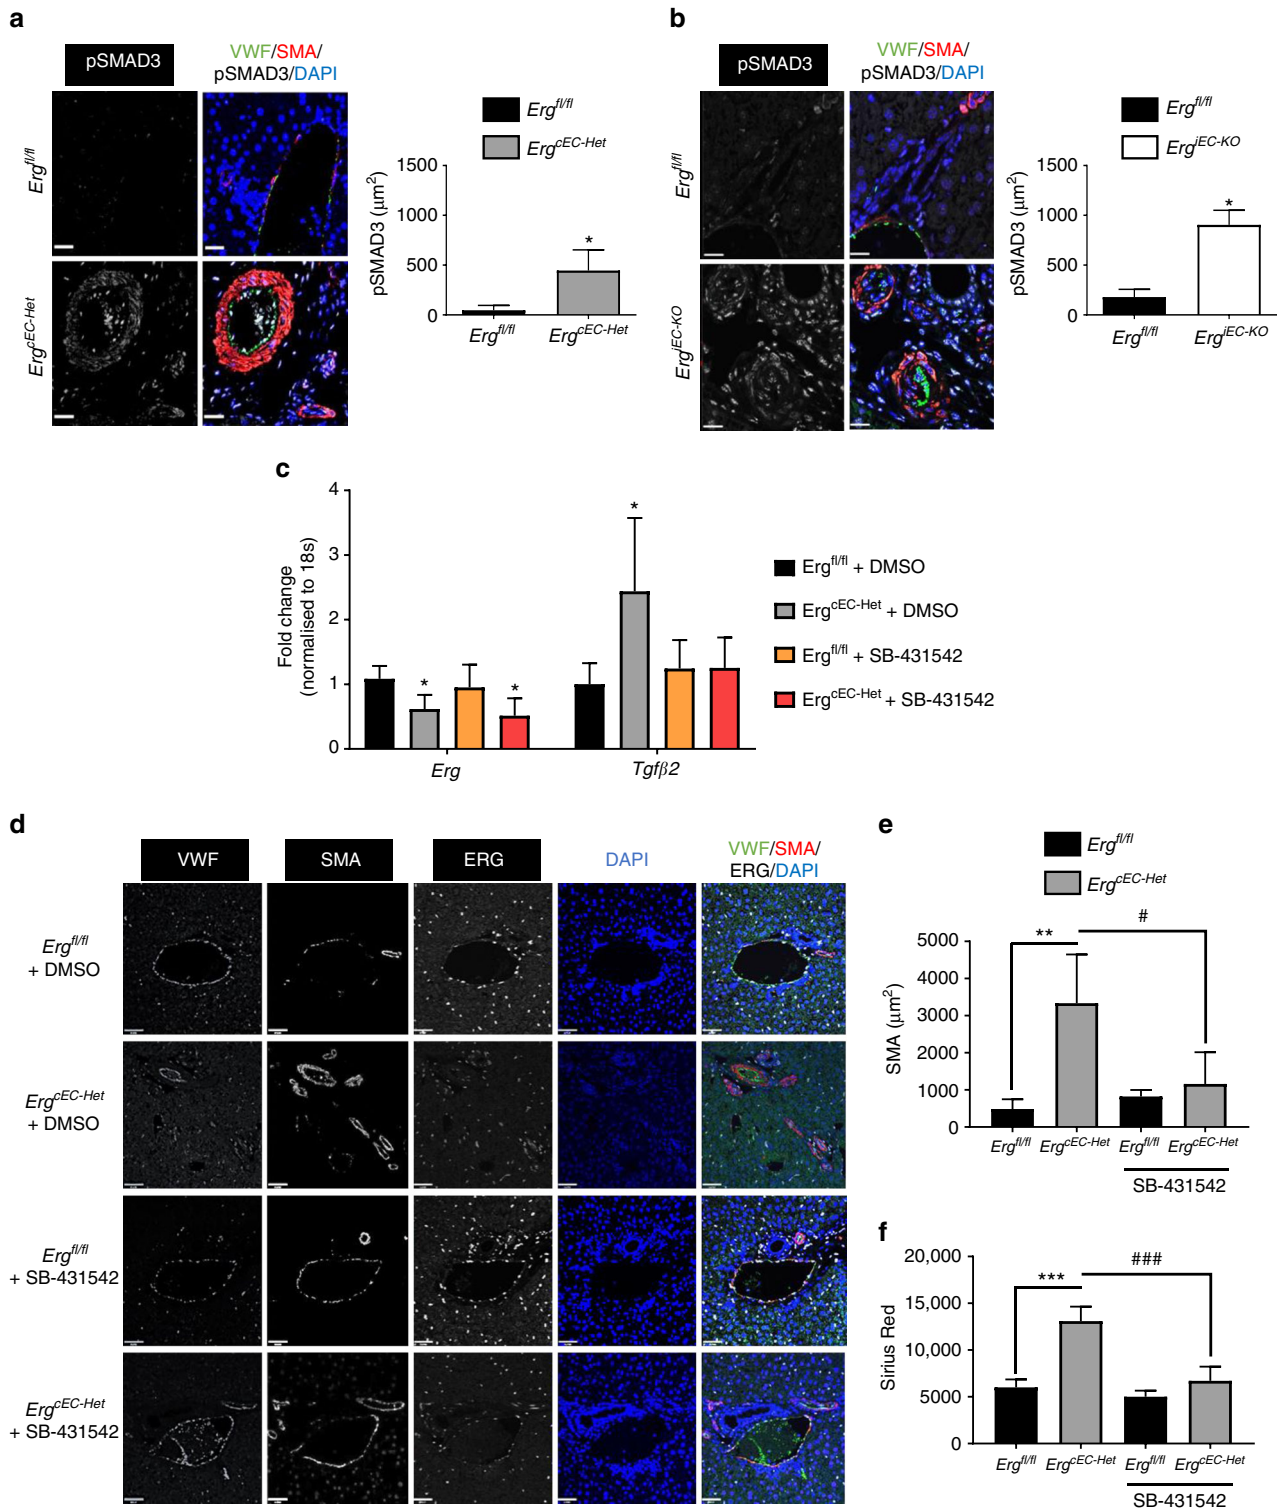 a
pSMAD3
VWF/SMA/
pSMAD3/DAPI
Erg^fl/fl
Erg^cEC-Het
Erg^fl/fl
Erg^cEC-Het
pSMAD3 (µm²)
1500
1000
500
0
*
Erg^fl/fl
Erg^cEC-Het
b
pSMAD3
VWF/SMA/
pSMAD3/DAPI
Erg^fl/fl
Erg^iEC-KO
Erg^fl/fl
Erg^iEC-KO
pSMAD3 (µm²)
1500
1000
500
0
*
Erg^fl/fl
Erg^iEC-KO
c
Fold change
(normalised to 18s)
4
3
2
1
0
*
*
*
Erg
Tgfβ2
Erg^fl/fl + DMSO
Erg^cEC-Het + DMSO
Erg^fl/fl + SB-431542
Erg^cEC-Het + SB-431542
d
VWF
SMA
ERG
DAPI
VWF/SMA/
ERG/DAPI
Erg^fl/fl
+ DMSO
Erg^cEC-Het
+ DMSO
Erg^fl/fl
+ SB-431542
Erg^cEC-Het
+ SB-431542
e
Erg^fl/fl
Erg^cEC-Het
SMA (µm²)
5000
4000
3000
2000
1000
0
**
#
Erg^fl/fl
Erg^cEC-Het
Erg^fl/fl
Erg^cEC-Het
SB-431542
f
Sirius Red
20,000
15,000
10,000
5000
0
***
###
Erg^fl/fl
Erg^cEC-Het
Erg^fl/fl
Erg^cEC-Het
SB-431542